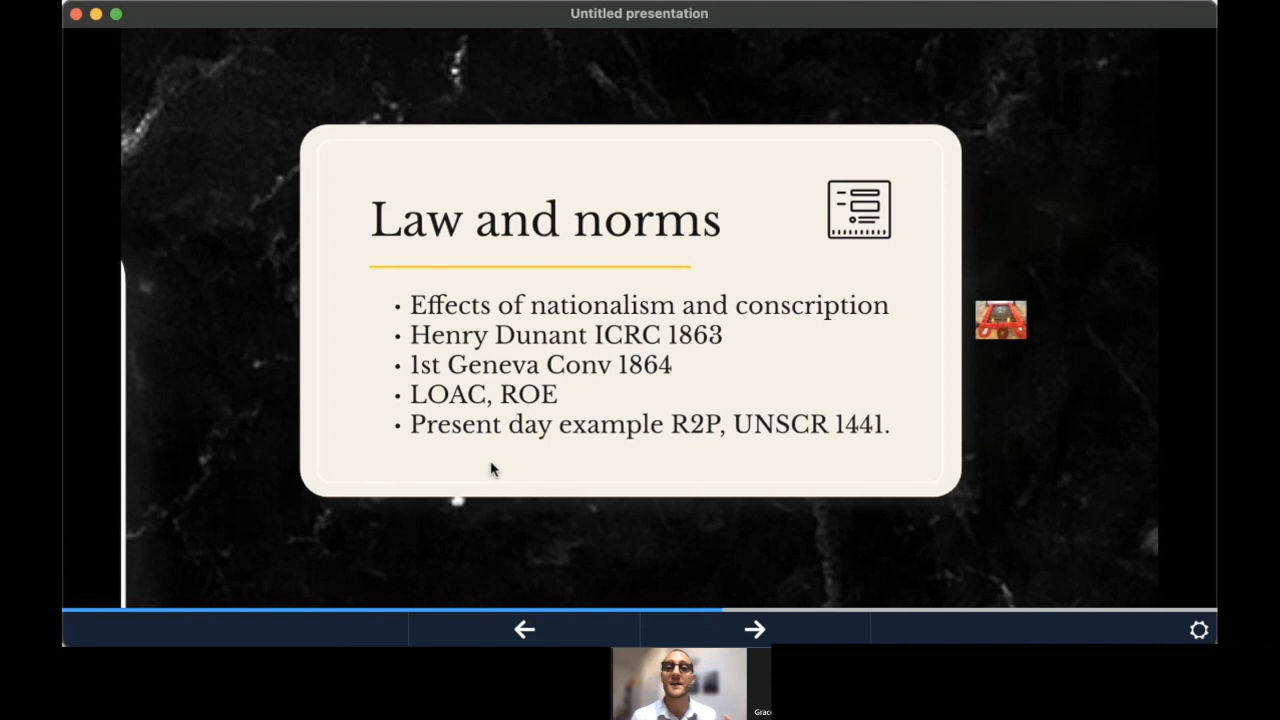 Untitled presentation
Law and norms
• Effects of nationalism and conscription
• Henry Dunant ICRC 1863
• 1st Geneva Conv 1864
• LOAC, ROE
• Present day example R2P, UNSCR 1441.
Grac